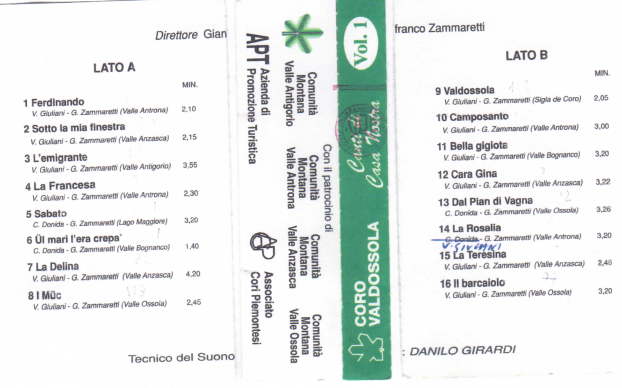 Direttore Gian
LATO A
MIN.
1 Ferdinando
V. Giuliani - G. Zammaretti (Valle Antrona) 2,10
2 Sotto la mia finestra
V. Giuliani - G. Zammaretti (Valle Anzasca) 2,15
3 L'emigrante
V. Giuliani - G. Zammaretti (Valle Antigorio) 3,55
4 La Francesa
V. Giuliani - G. Zammaretti (Valle Antrona) 2,30
5 Sabato
C. Donida - G. Zammaretti (Lago Maggiore) 3,20
6 Ül mari l'era crepa'
C. Donida - G. Zammaretti (Valle Bognanco) 1,40
7 La Delina
V. Giuliani - G. Zammaretti (Valle Anzasca) 4,20
8 I Müc
V. Giuliani - G. Zammaretti (Valle Ossola) 2,45
Tecnico del Suono
APT Azienda di
Promozione Turistica
Associato
Cori Piemontesi
Con il patrocinio di
Comunità
Montana
Valle Antigorio
Comunità
Montana
Valle Antrona
Comunità
Montana
Valle Anzasca
Comunità
Montana
Valle Ossola
CORO
VALDOSSOLA
Canti di
Casa Nostra
Vol. 1
franco Zammaretti
LATO B
MIN.
9 Valdossola
V. Giuliani - G. Zammaretti (Sigla de Coro) 2,05
10 Camposanto
V. Giuliani - G. Zammaretti (Valle Antrona) 3,00
11 Bella gigiota
V. Giuliani - G. Zammaretti (Valle Bognanco) 3,20
12 Cara Gina
V. Giuliani - G. Zammaretti (Valle Anzasca) 3,22
13 Dal Pian di Vagna
C. Donida - G. Zammaretti (Valle Ossola) 3,26
14 La Rosalia
C. Donida - G. Zammaretti (Valle Antrona) 3,20
V. GIULIANI
15 La Teresina
V. Giuliani - G. Zammaretti (Valle Anzasca) 2,45
16 Il barcaiolo
V. Giuliani - G. Zammaretti (Valle Ossola) 3,20
: DANILO GIRARDI